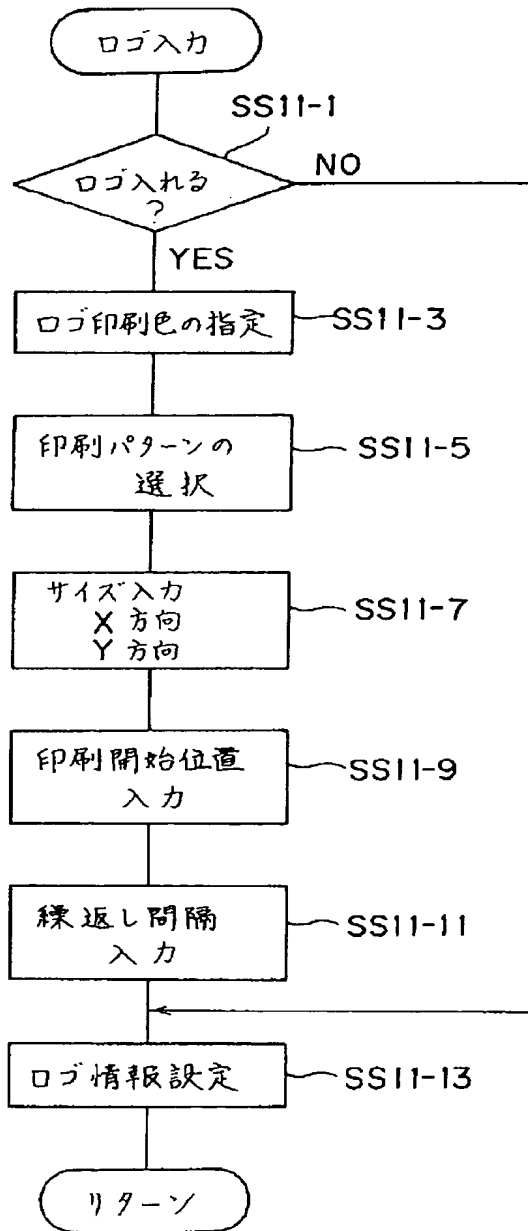 ロゴ入力
SS11-1
ロゴ入れる
?
NO
YES
ロゴ印刷色の指定
SS11-3
印刷パターンの
選択
SS11-5
サイズ入力
X方向
Y方向
SS11-7
印刷開始位置
入力
SS11-9
繰返し間隔
入力
SS11-11
ロゴ情報設定
SS11-13
リターン